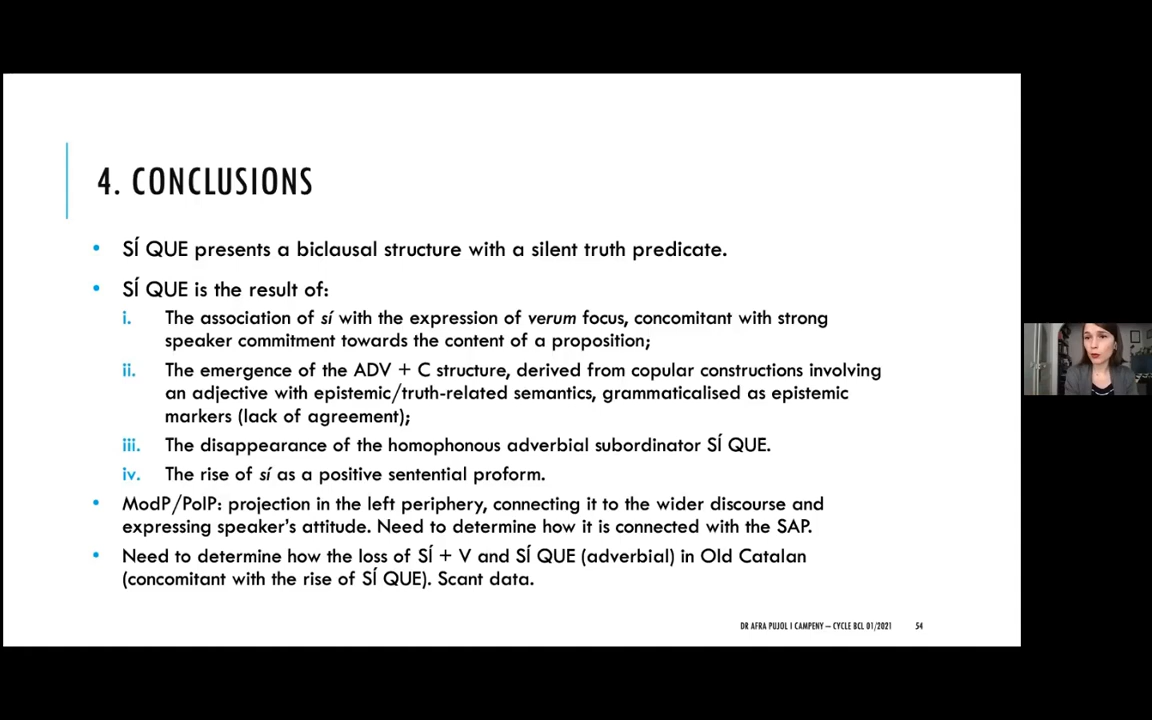 4. CONCLUSIONS
• SÍ QUE presents a biclausal structure with a silent truth predicate.
• SÍ QUE is the result of:
i. The association of sí with the expression of verum focus, concomitant with strong
speaker commitment towards the content of a proposition;
ii. The emergence of the ADV + C structure, derived from copular constructions involving
an adjective with epistemic/truth-related semantics, grammaticalised as epistemic
markers (lack of agreement);
iii. The disappearance of the homophonous adverbial subordinator SÍ QUE.
iv. The rise of sí as a positive sentential proform.
• ModP/PolP: projection in the left periphery, connecting it to the wider discourse and
expressing speaker's attitude. Need to determine how it is connected with the SAP.
• Need to determine how the loss of SÍ + V and SÍ QUE (adverbial) in Old Catalan
(concomitant with the rise of SÍ QUE). Scant data.
DR AFRA PUJOL I CAMPENY – CYCLE BCL 01/2021 54